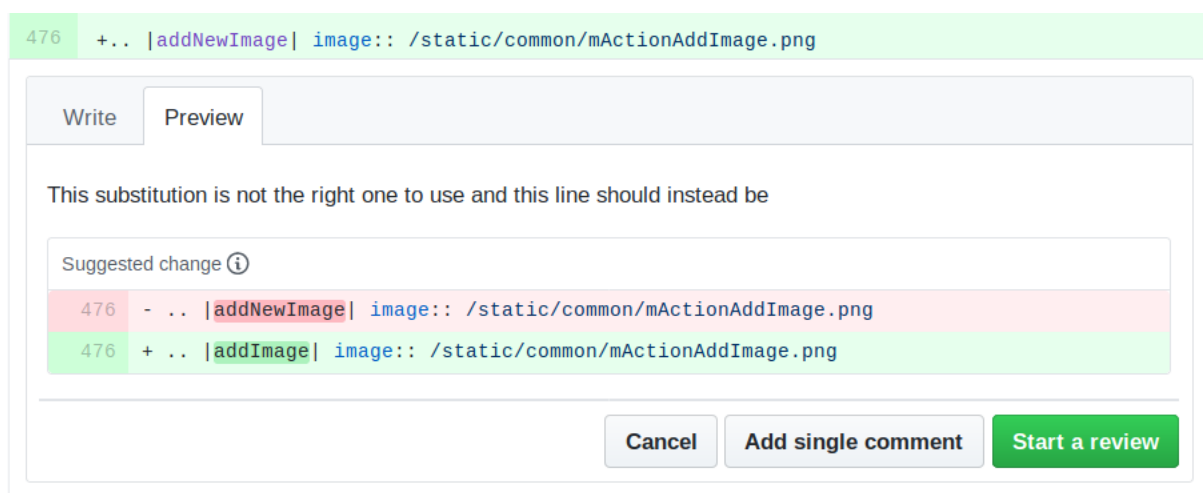 476 +.. |addNewImage| image:: /static/common/mActionAddImage.png
Write Preview
This substitution is not the right one to use and this line should instead be
Suggested change
476 - .. |addNewImage| image:: /static/common/mActionAddImage.png
476 + .. |addImage| image:: /static/common/mActionAddImage.png
Cancel Add single comment Start a review